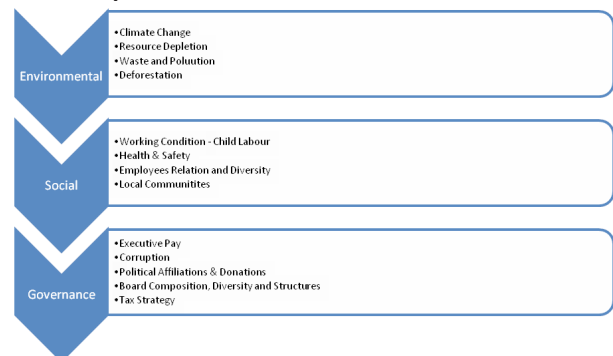 Environmental
•Climate Change
•Resource Depletion
•Waste and Poluution
•Deforestation
Social
•Working Condition - Child Labour
•Health & Safety
•Employees Relation and Diversity
•Local Communitites
Governance
•Executive Pay
•Corruption
•Political Affiliations & Donations
•Board Composition, Diversity and Structures
•Tax Strategy